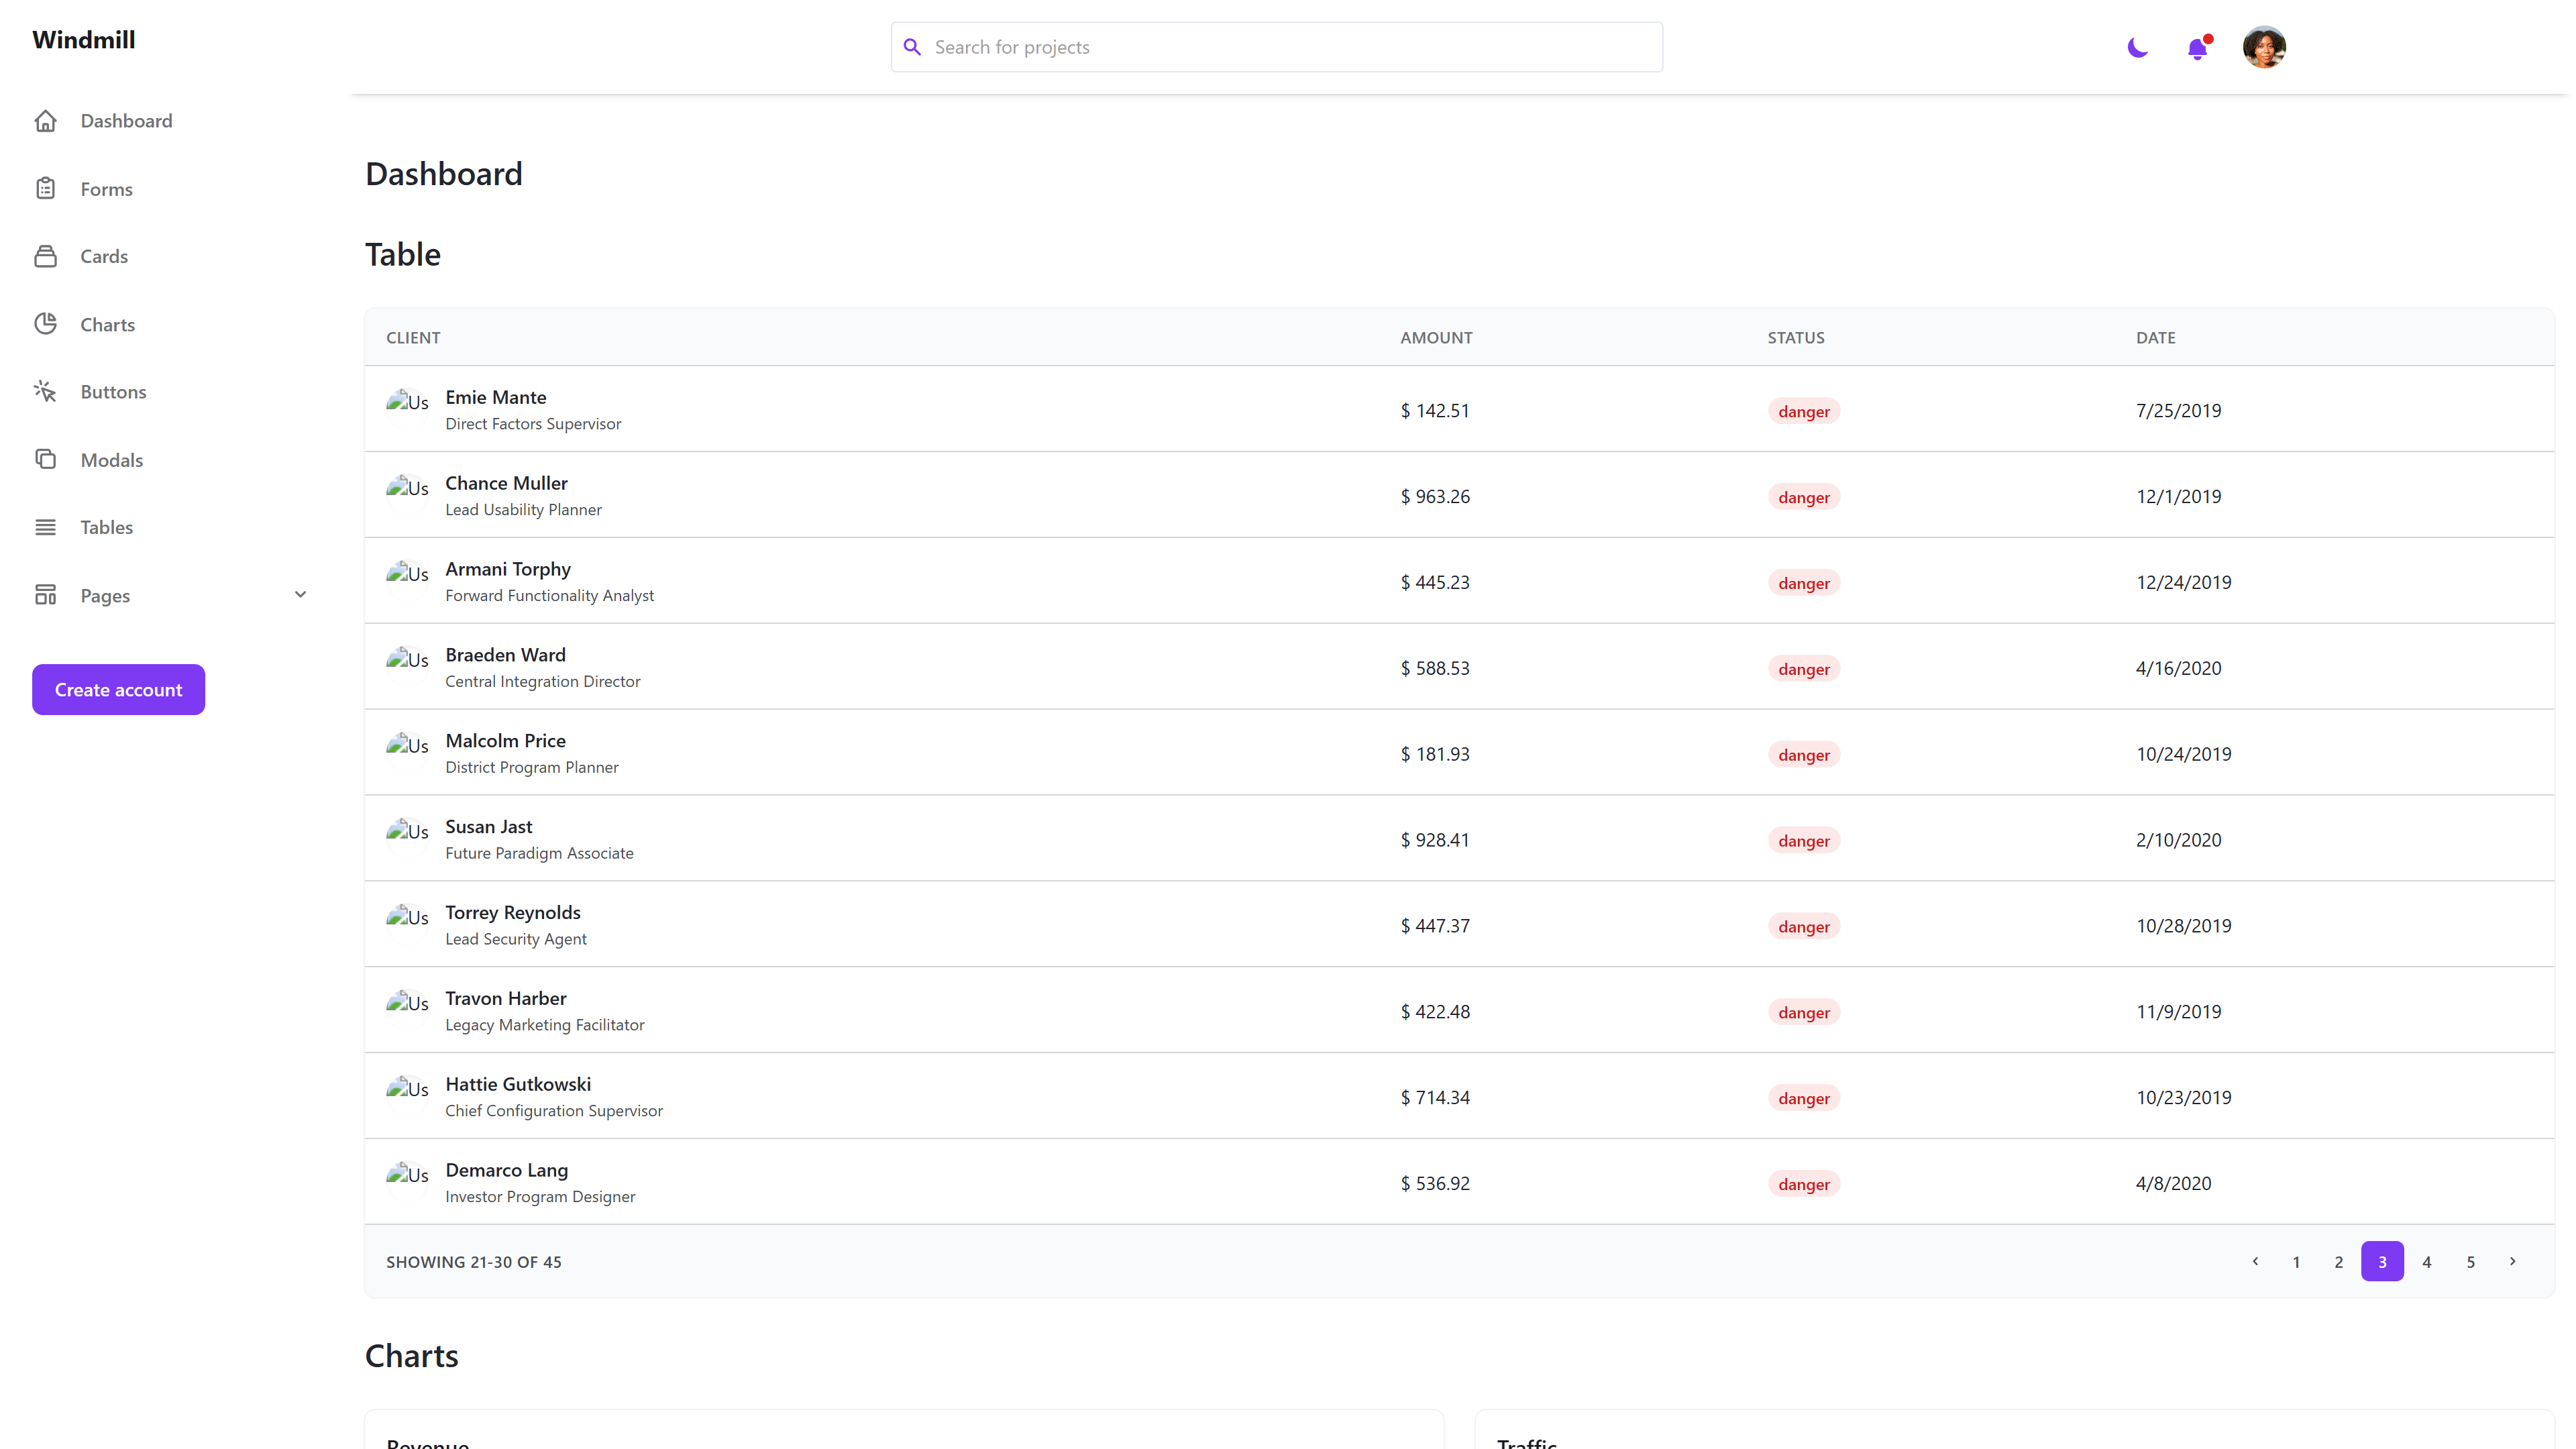 Windmill
Search for projects
Dashboard
Forms
Cards
Charts
Buttons
Modals
Tables
Pages
Create account
Dashboard
Table
CLIENT AMOUNT STATUS DATE
Us Emie Mante
Direct Factors Supervisor
$ 142.51 danger 7/25/2019
Us Chance Muller
Lead Usability Planner
$ 963.26 danger 12/1/2019
Us Armani Torphy
Forward Functionality Analyst
$ 445.23 danger 12/24/2019
Us Braeden Ward
Central Integration Director
$ 588.53 danger 4/16/2020
Us Malcolm Price
District Program Planner
$ 181.93 danger 10/24/2019
Us Susan Jast
Future Paradigm Associate
$ 928.41 danger 2/10/2020
Us Torrey Reynolds
Lead Security Agent
$ 447.37 danger 10/28/2019
Us Travon Harber
Legacy Marketing Facilitator
$ 422.48 danger 11/9/2019
Us Hattie Gutkowski
Chief Configuration Supervisor
$ 714.34 danger 10/23/2019
Us Demarco Lang
Investor Program Designer
$ 536.92 danger 4/8/2020
SHOWING 21-30 OF 45 1 2 3 4 5
Charts
Revenue Traffic